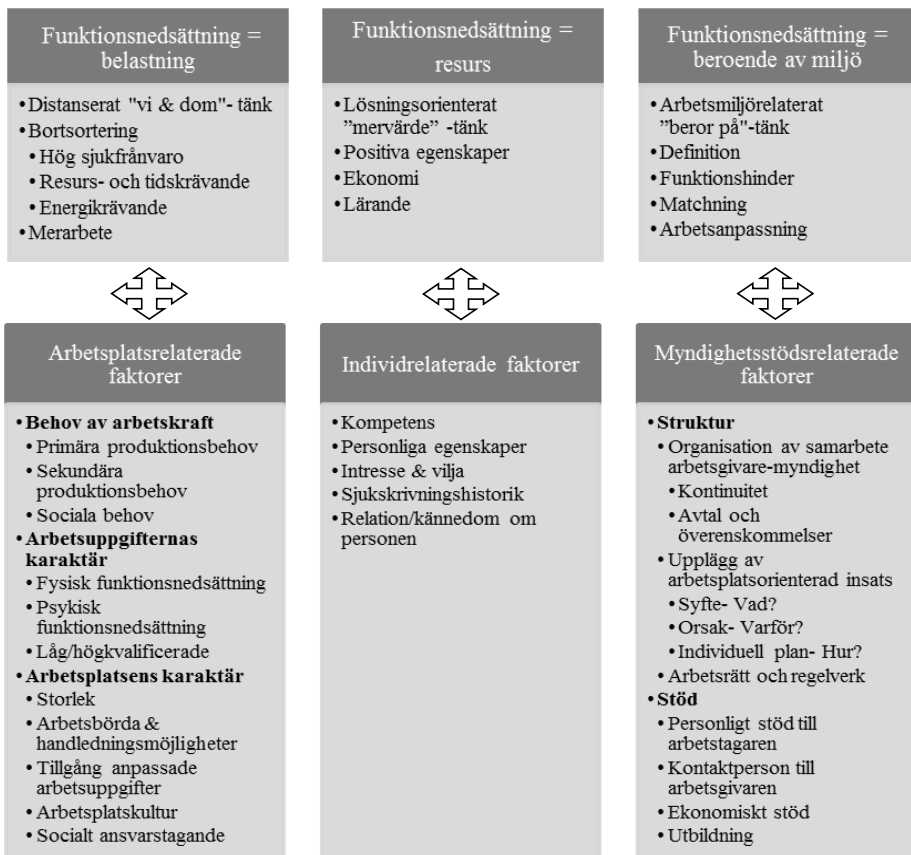 Funktionsnedsättning =
belastning
• Distanserat "vi & dom"- tänk
• Bortsortering
• Hög sjukfrånvaro
• Resurs- och tidskrävande
• Energikrävande
• Merarbete
Funktionsnedsättning =
resurs
• Lösningsorienterat
”mervärde” -tänk
• Positiva egenskaper
• Ekonomi
• Lärande
Funktionsnedsättning =
beroende av miljö
• Arbetsmiljörelaterat
”beror på"-tänk
• Definition
• Funktionshinder
• Matchning
• Arbetsanpassning
Arbetsplatsrelaterade
faktorer
• Behov av arbetskraft
• Primära produktionsbehov
• Sekundära
produktionsbehov
• Sociala behov
• Arbetsuppgifternas
karaktär
• Fysisk funktionsnedsättning
• Psykisk
funktionsnedsättning
• Låg/högkvalificerade
• Arbetsplatsens karaktär
• Storlek
• Arbetsbörda &
handledningsmöjligheter
• Tillgång anpassade
arbetsuppgifter
• Arbetsplatskultur
• Socialt ansvarstagande
Individrelaterade faktorer
• Kompetens
• Personliga egenskaper
• Intresse & vilja
• Sjukskrivningshistorik
• Relation/kännedom om
personen
Myndighetsstödsrelaterade
faktorer
• Struktur
• Organisation av samarbete
arbetsgivare-myndighet
• Kontinuitet
• Avtal och
överenskommelser
• Upplägg av
arbetsplatsorienterad insats
• Syfte- Vad?
• Orsak- Varför?
• Individuell plan- Hur?
• Arbetsrätt och regelverk
• Stöd
• Personligt stöd till
arbetstagaren
• Kontaktperson till
arbetsgivaren
• Ekonomiskt stöd
• Utbildning